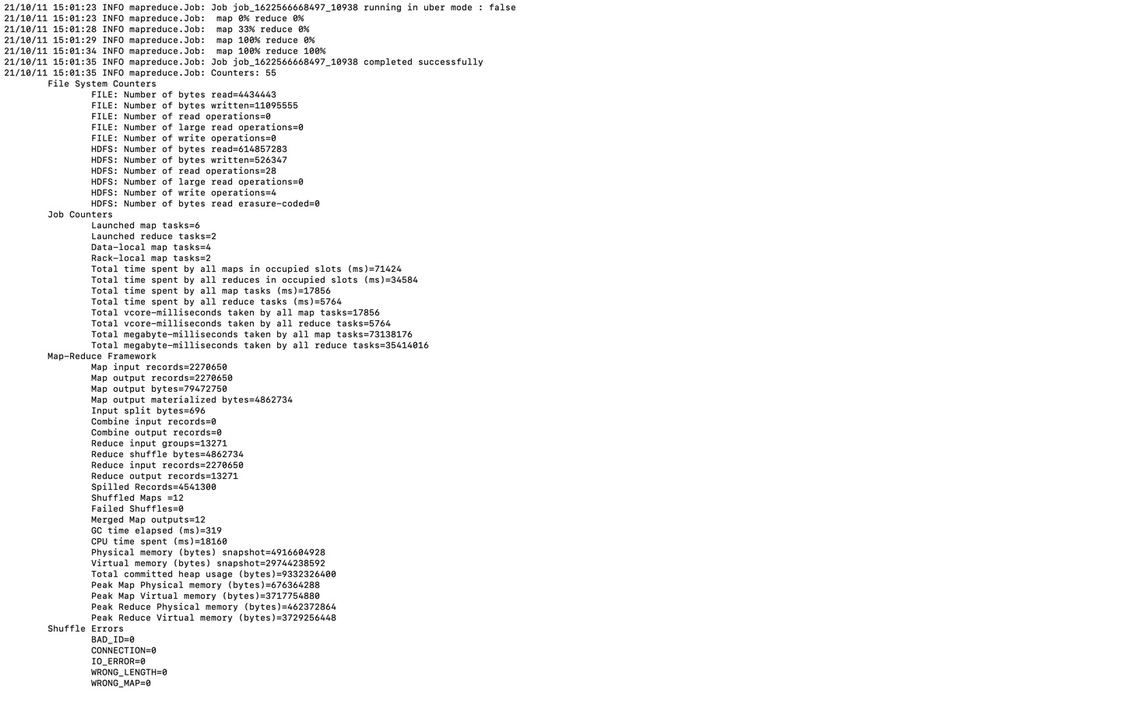 21/10/11 15:01:23 INFO mapreduce.Job: Job job_1622566668497_10938 running in uber mode : false
21/10/11 15:01:23 INFO mapreduce.Job:  map 0% reduce 0%
21/10/11 15:01:28 INFO mapreduce.Job:  map 33% reduce 0%
21/10/11 15:01:29 INFO mapreduce.Job:  map 100% reduce 0%
21/10/11 15:01:34 INFO mapreduce.Job:  map 100% reduce 100%
21/10/11 15:01:35 INFO mapreduce.Job: Job job_1622566668497_10938 completed successfully
21/10/11 15:01:35 INFO mapreduce.Job: Counters: 55
File System Counters
FILE: Number of bytes read=4434443
FILE: Number of bytes written=11095555
FILE: Number of read operations=0
FILE: Number of large read operations=0
FILE: Number of write operations=0
HDFS: Number of bytes read=614857283
HDFS: Number of bytes written=526347
HDFS: Number of read operations=28
HDFS: Number of large read operations=0
HDFS: Number of write operations=4
HDFS: Number of bytes read erasure-coded=0
Job Counters
Launched map tasks=6
Launched reduce tasks=2
Data-local map tasks=4
Rack-local map tasks=2
Total time spent by all maps in occupied slots (ms)=71424
Total time spent by all reduces in occupied slots (ms)=34584
Total time spent by all map tasks (ms)=17856
Total time spent by all reduce tasks (ms)=5764
Total vcore-milliseconds taken by all map tasks=17856
Total vcore-milliseconds taken by all reduce tasks=5764
Total megabyte-milliseconds taken by all map tasks=73138176
Total megabyte-milliseconds taken by all reduce tasks=35414016
Map-Reduce Framework
Map input records=2270650
Map output records=2270650
Map output bytes=79472750
Map output materialized bytes=4862734
Input split bytes=696
Combine input records=0
Combine output records=0
Reduce input groups=13271
Reduce shuffle bytes=4862734
Reduce input records=2270650
Reduce output records=13271
Spilled Records=4541300
Shuffled Maps =12
Failed Shuffles=0
Merged Map outputs=12
GC time elapsed (ms)=319
CPU time spent (ms)=18160
Physical memory (bytes) snapshot=4916604928
Virtual memory (bytes) snapshot=29744238592
Total committed heap usage (bytes)=9332326400
Peak Map Physical memory (bytes)=676364288
Peak Map Virtual memory (bytes)=3717754880
Peak Reduce Physical memory (bytes)=462372864
Peak Reduce Virtual memory (bytes)=3729256448
Shuffle Errors
BAD_ID=0
CONNECTION=0
IO_ERROR=0
WRONG_LENGTH=0
WRONG_MAP=0